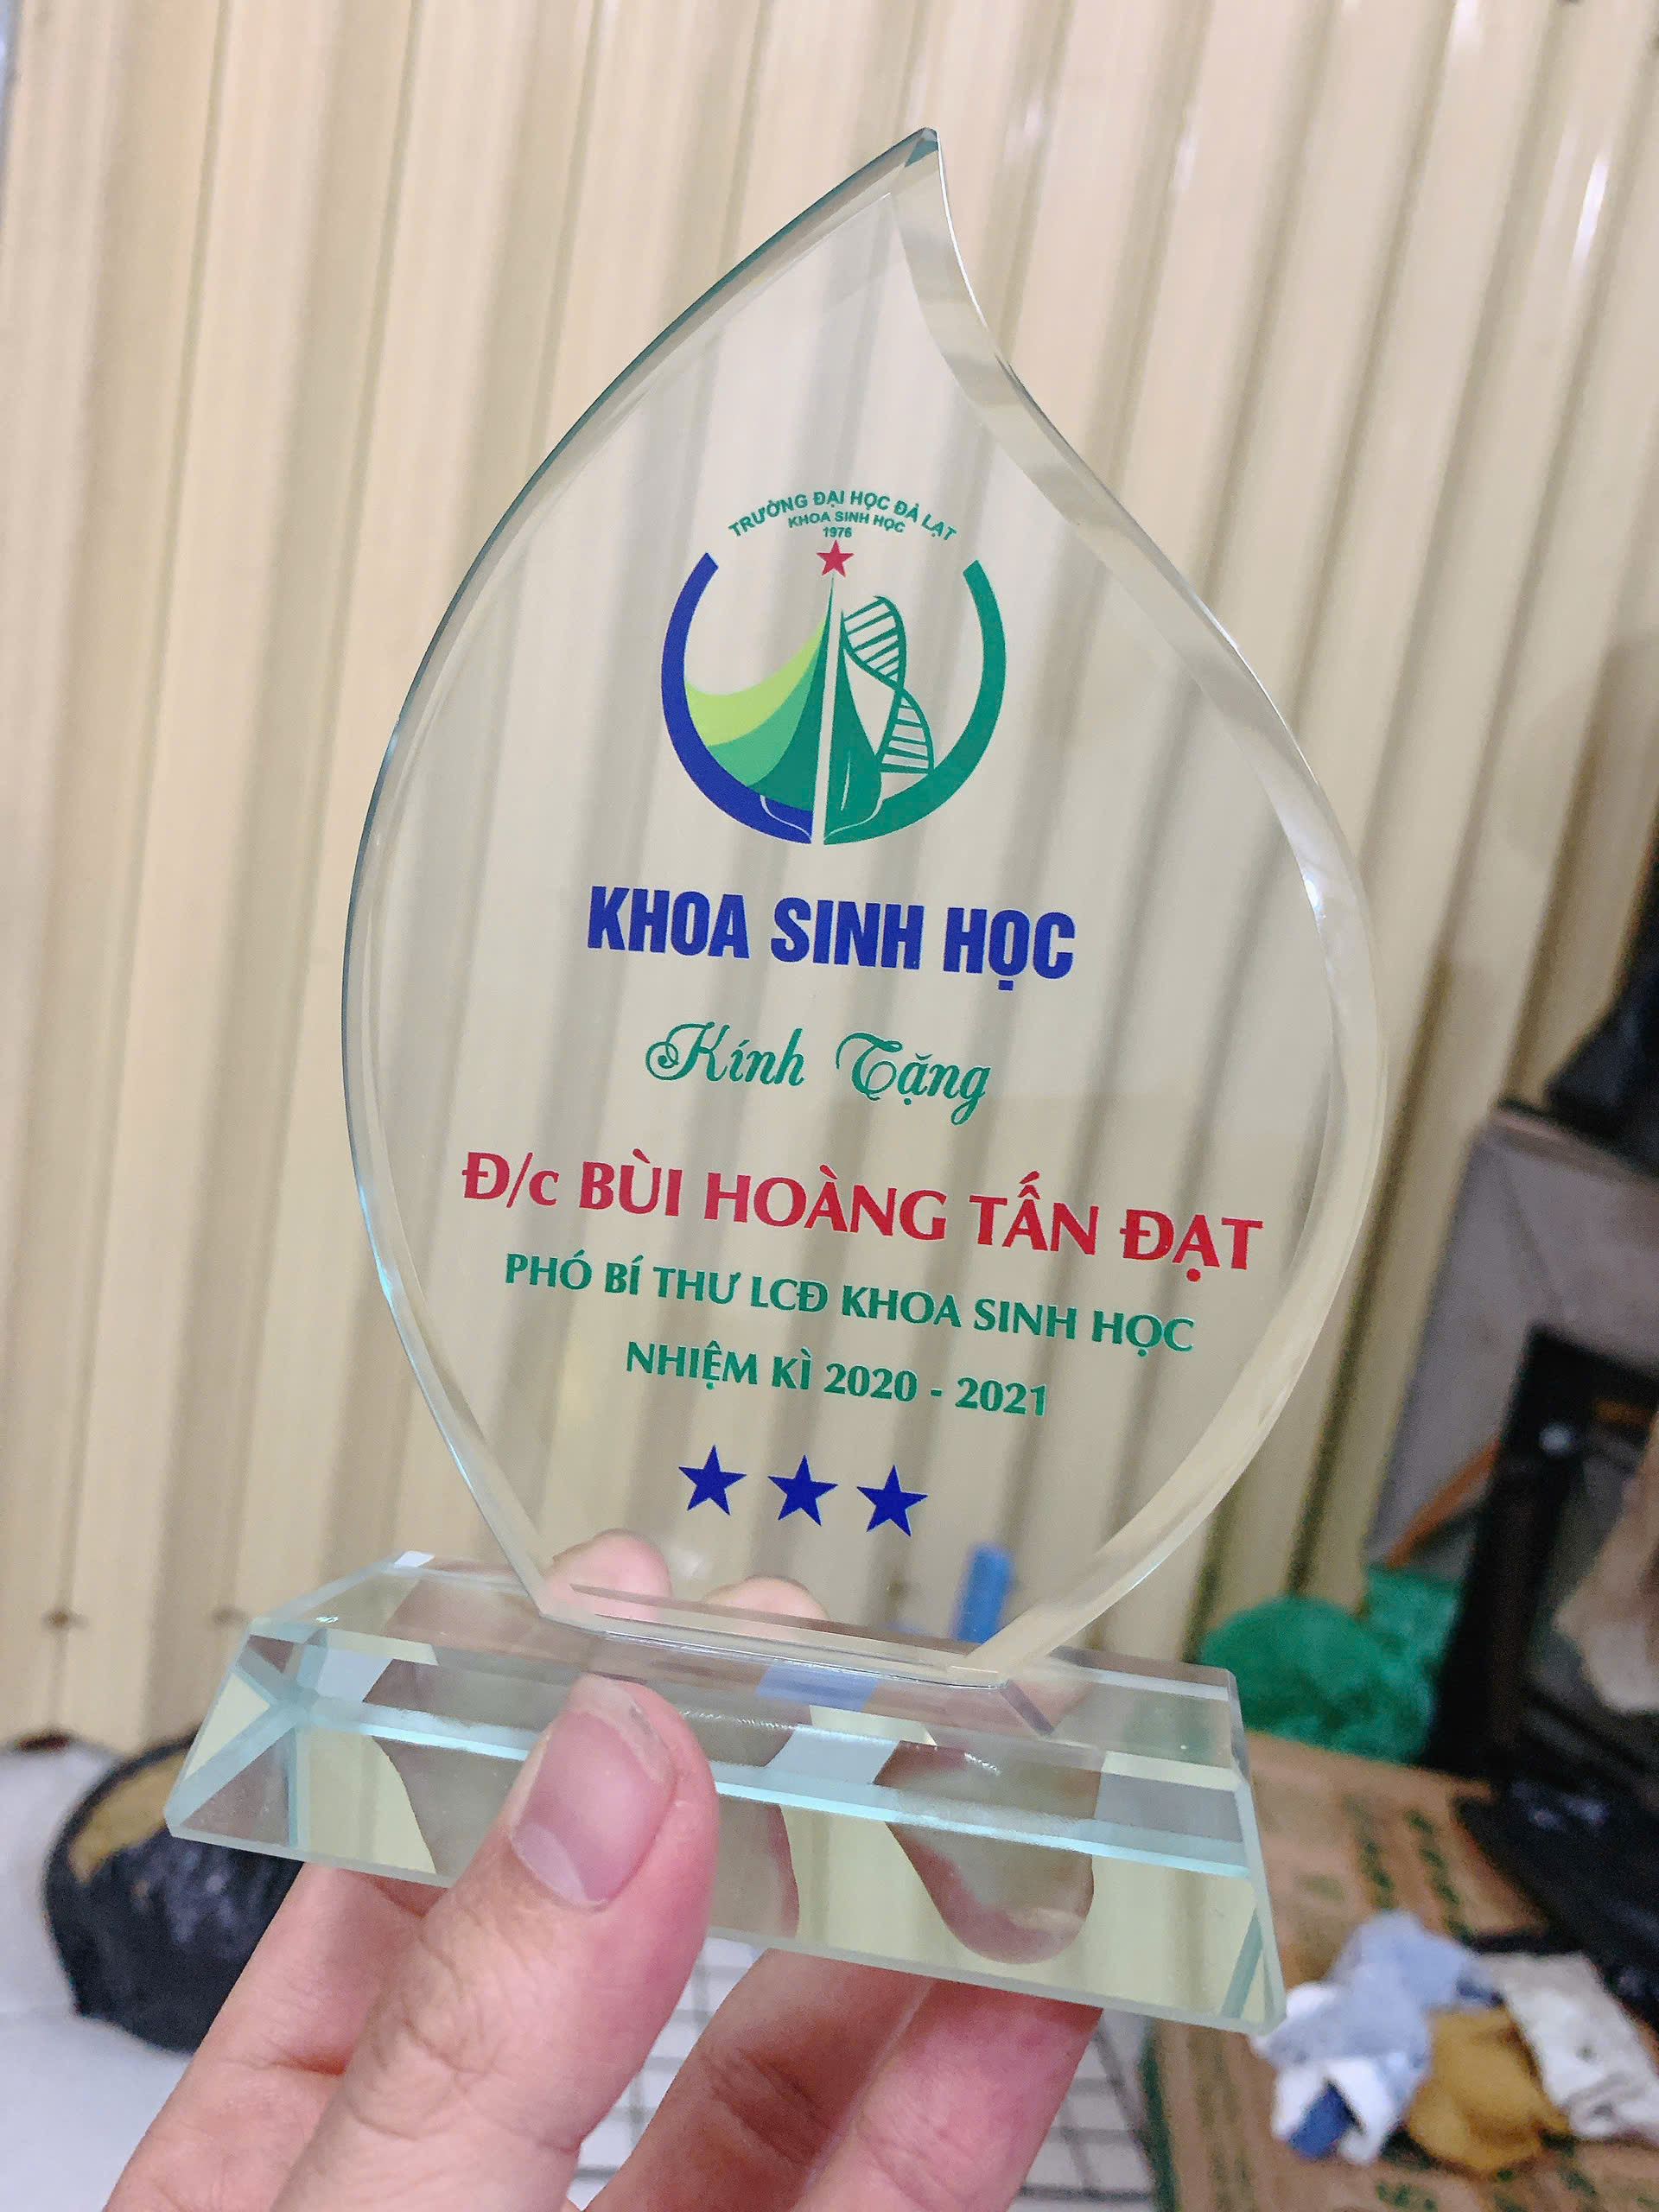 TRƯỜNG ĐẠI HỌC ĐÀ LẠT
KHOA SINH HỌC
1976
KHOA SINH HỌC
Kính Tặng
Đ/c BÙI HOÀNG TẤN ĐẠT
PHÓ BÍ THƯ LCĐ KHOA SINH HỌC
NHIỆM KÌ 2020 - 2021